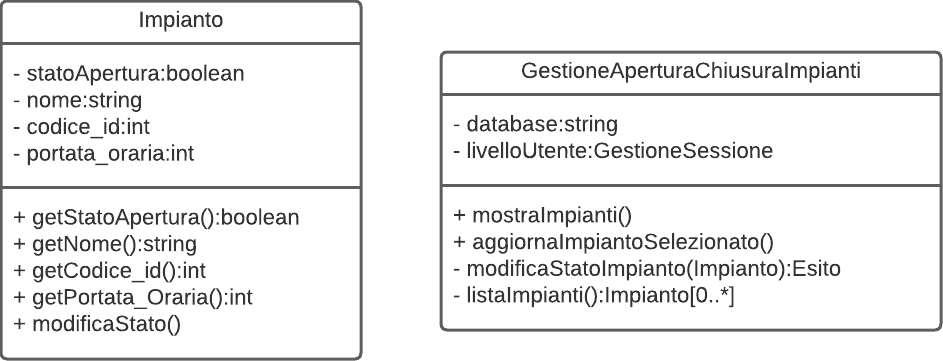 Impianto
- statoApertura:boolean
- nome:string
- codice_id:int
- portata_oraria:int
+ getStatoApertura():boolean
+ getNome():string
+ getCodice_id():int
+ getPortata_Oraria():int
+ modificaStato()
GestioneAperturaChiusuraImpianti
- database:string
- livelloUtente:GestioneSessione
+ mostraImpianti()
+ aggiornaImpiantoSelezionato()
- modificaStatoImpianto(Impianto):Esito
- listaImpianti():Impianto[0..*]